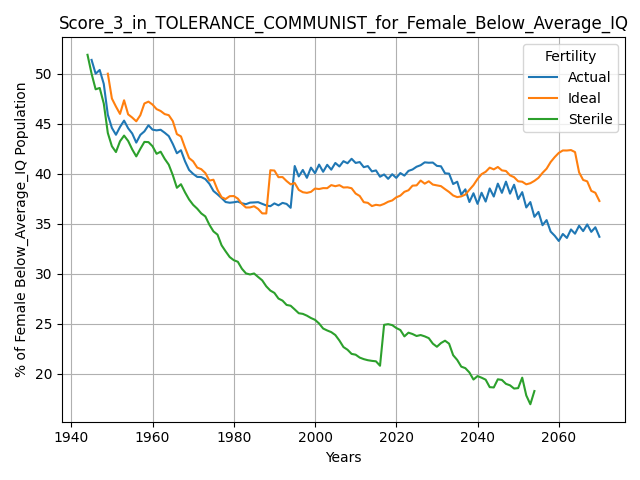 Score_3_in_TOLERANCE_COMMUNIST_for_Female_Below_Average_IQ
% of Female Below_Average_IQ Population
50
45
40
35
30
25
20
Fertility
Actual
Ideal
Sterile
1940
1960
1980
2000
2020
2040
2060
Years